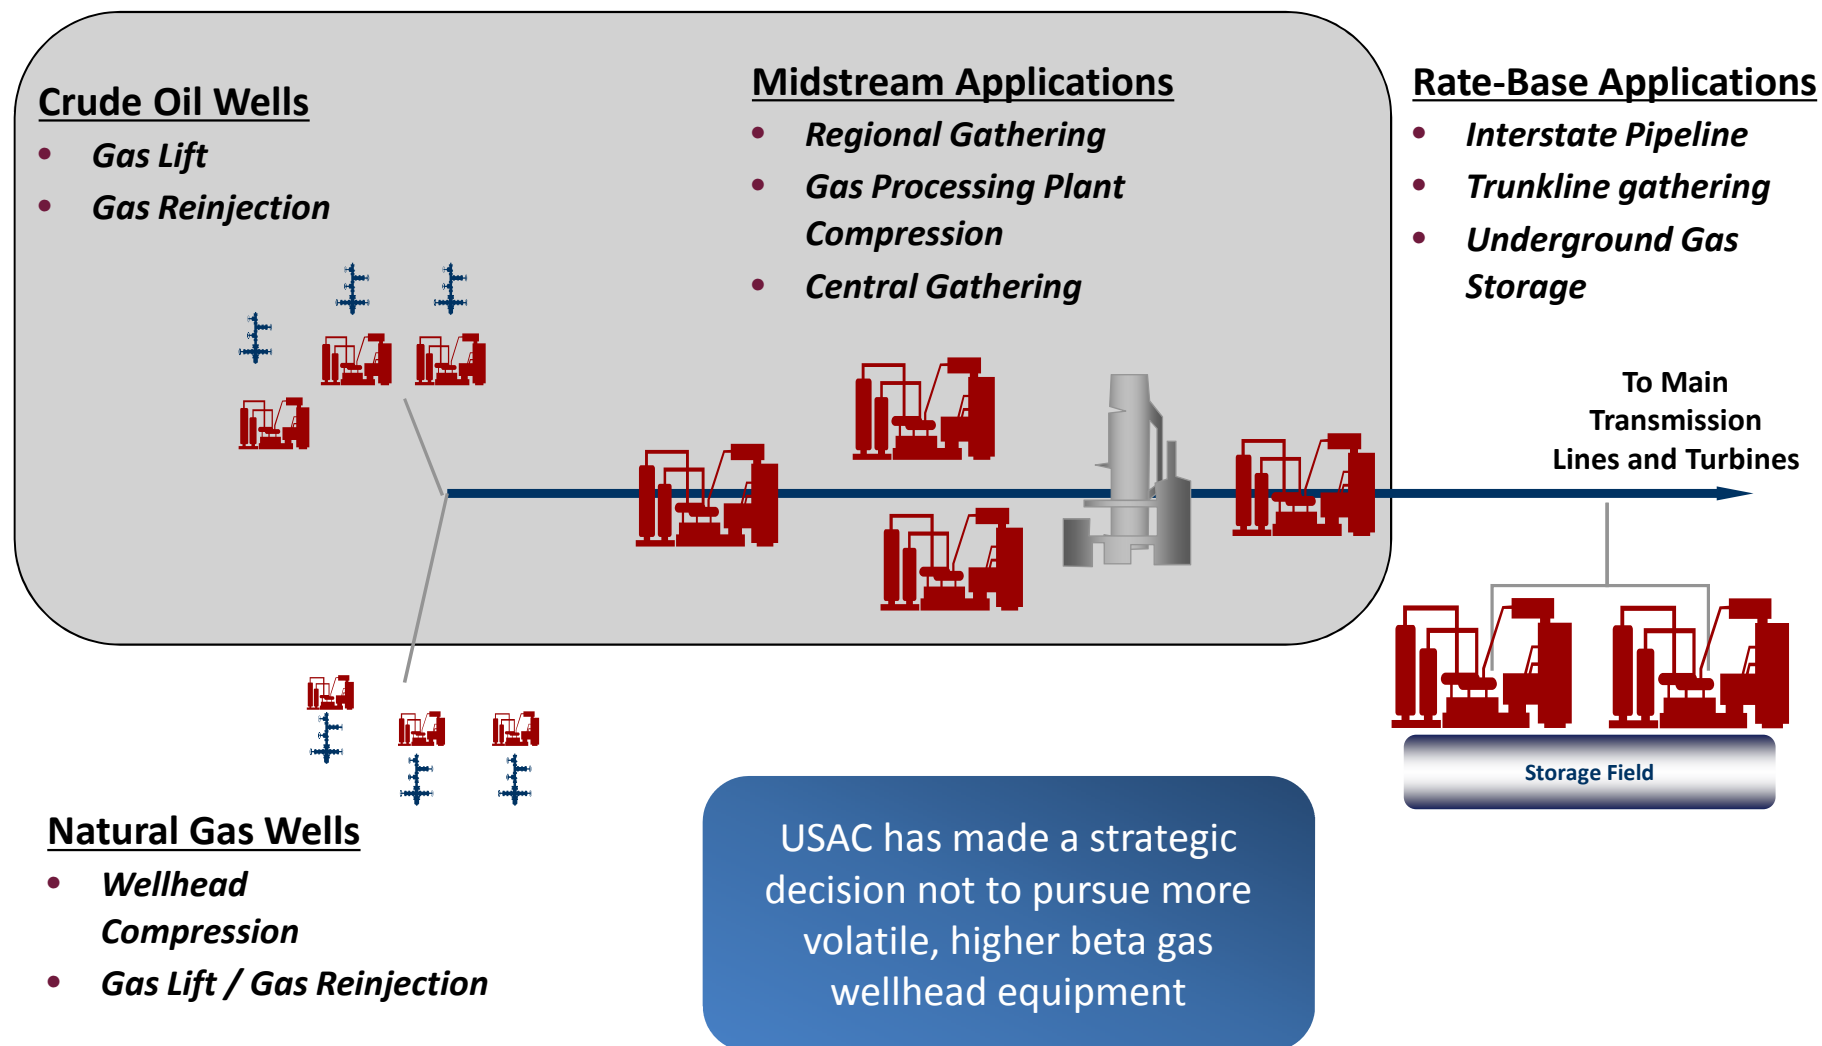 Crude Oil Wells
• Gas Lift
• Gas Reinjection
Midstream Applications
• Regional Gathering
• Gas Processing Plant
Compression
• Central Gathering
Rate-Base Applications
• Interstate Pipeline
• Trunkline gathering
• Underground Gas
Storage
To Main
Transmission
Lines and Turbines
Storage Field
Natural Gas Wells
• Wellhead
Compression
• Gas Lift / Gas Reinjection
USAC has made a strategic
decision not to pursue more
volatile, higher beta gas
wellhead equipment